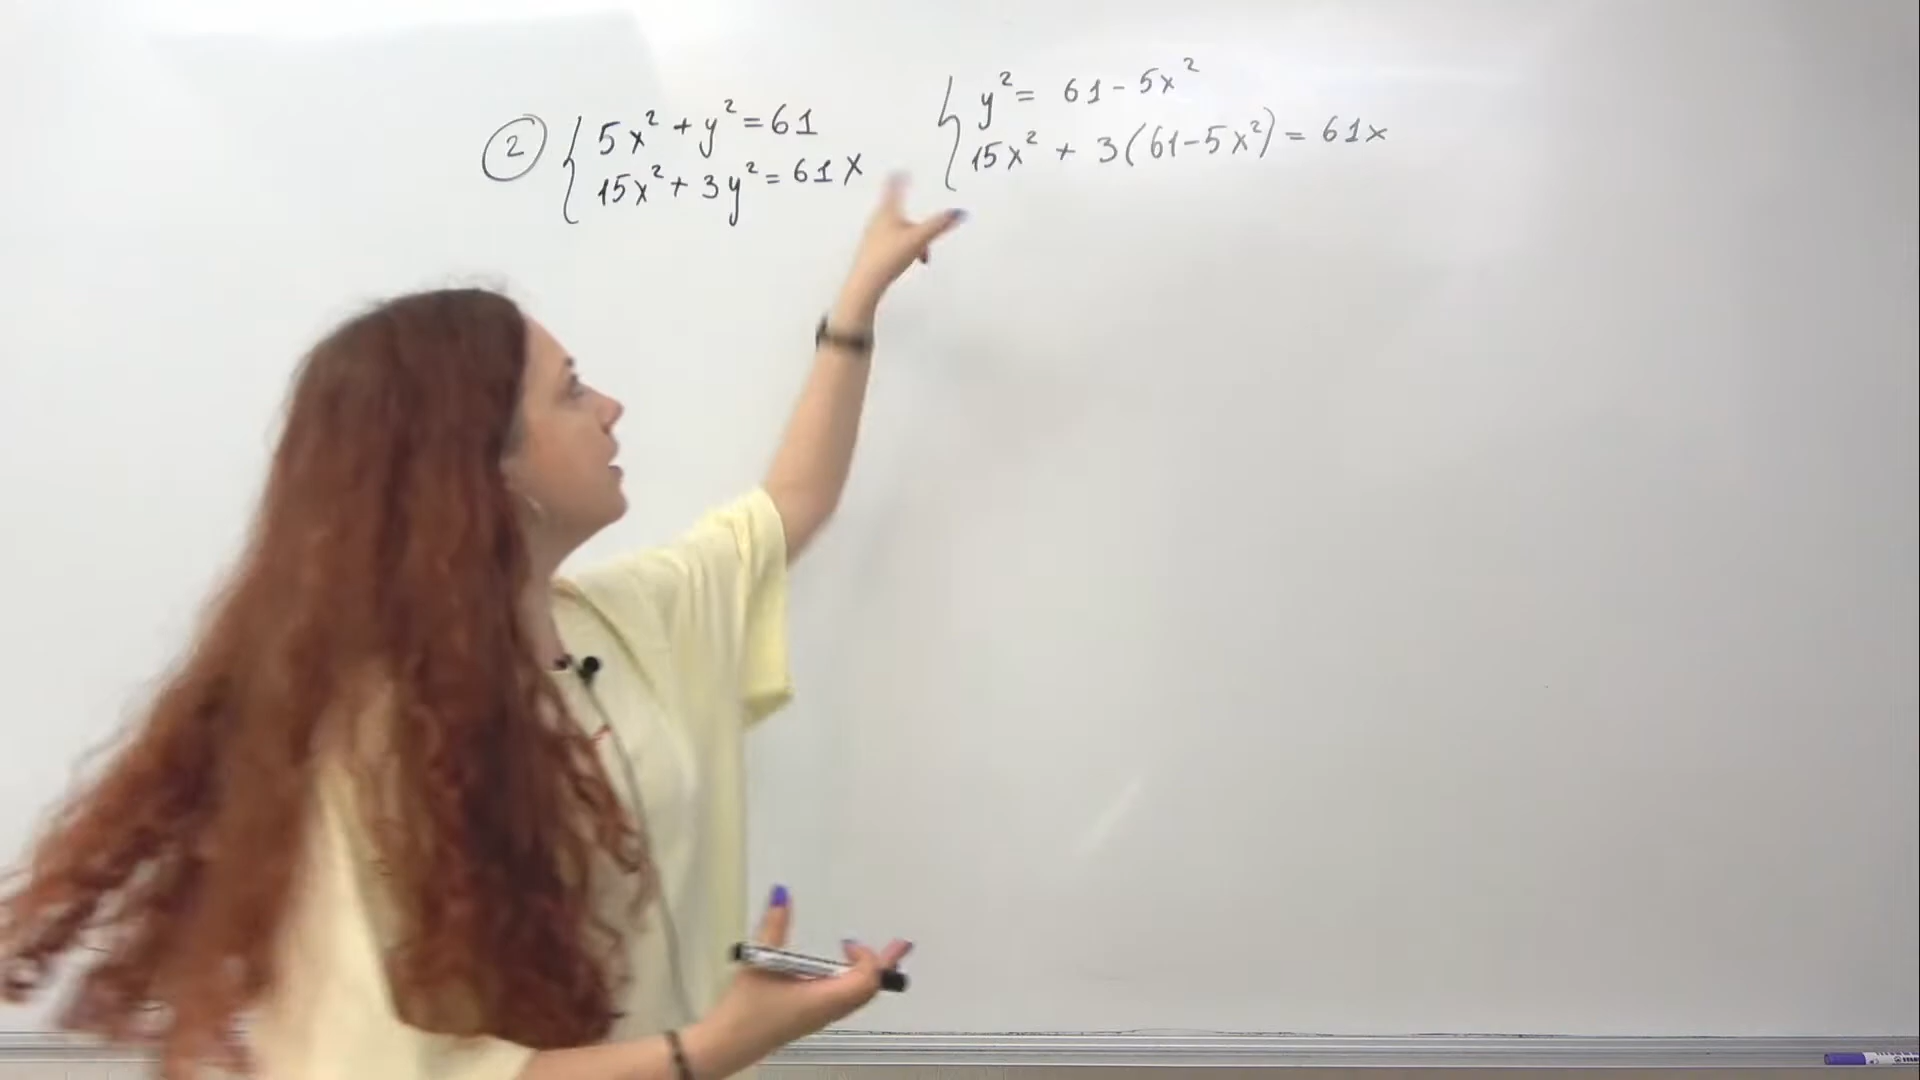 ② { 5x² + y² = 61
15x² + 3y² = 61x
{ y² = 61 - 5x²
15x² + 3(61-5x²) = 61x